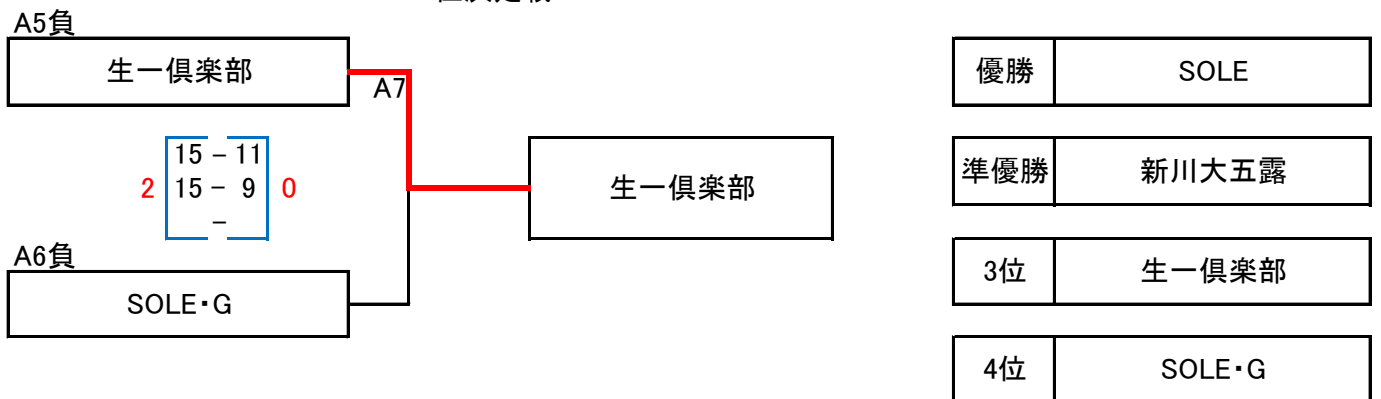 A5負
生一倶楽部
A7
15 - 11
2 15 - 9 0
-
生一倶楽部
A6負
SOLE・G
優勝 SOLE
準優勝 新川大五露
3位 生一倶楽部
4位 SOLE・G